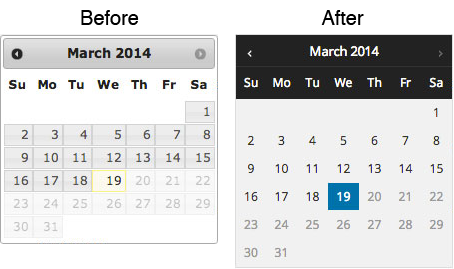 Before
March 2014
Su Mo Tu We Th Fr Sa
1
2 3 4 5 6 7 8
9 10 11 12 13 14 15
16 17 18 19 20 21 22
23 24 25 26 27 28 29
30 31
After
March 2014
Su Mo Tu We Th Fr Sa
1
2 3 4 5 6 7 8
9 10 11 12 13 14 15
16 17 18 19 20 21 22
23 24 25 26 27 28 29
30 31